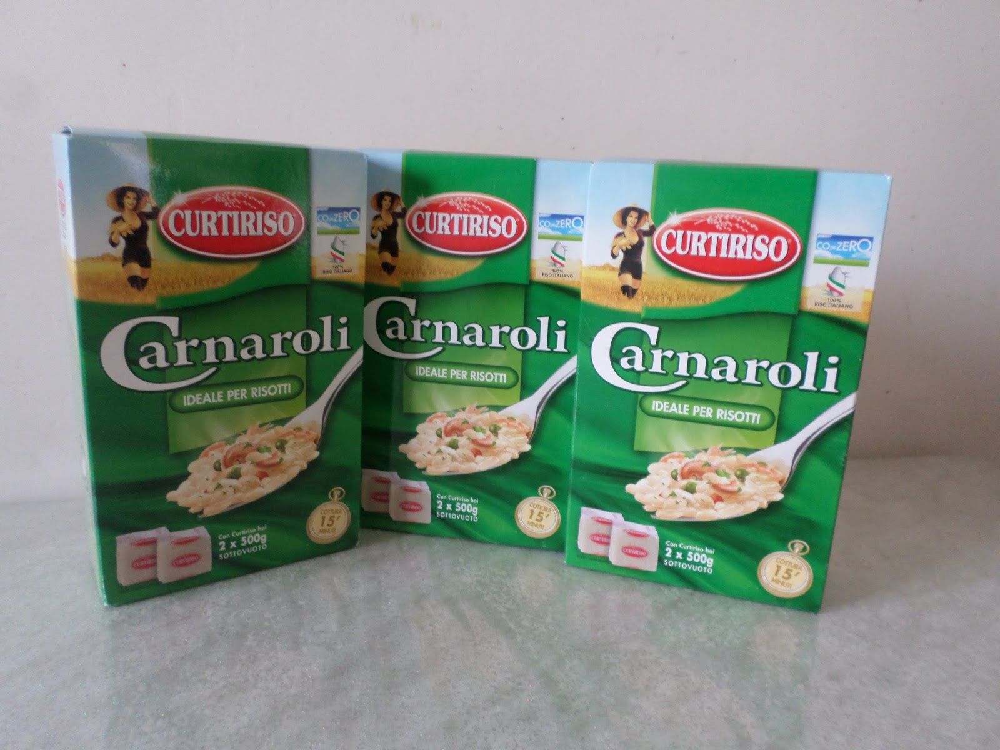 CURTIRISO
CO2 ZERO
100%
RISO ITALIANO
Carnaroli
IDEALE PER RISOTTI
Con Curtiriso hai
2 x 500g
SOTTOVUOTO
COTTURA
15'
MINUTI
CURTIRISO
CURTIRISO
CURTIRISO
CO2 ZERO
100%
RISO ITALIANO
Carnaroli
IDEALE PER RISOTTI
Con Curtiriso hai
2 x 500g
SOTTOVUOTO
COTTURA
15'
MINUTI
CURTIRISO
CO2 ZERO
100%
RISO ITALIANO
Carnaroli
IDEALE PER RISOTTI
Con Curtiriso hai
2 x 500g
SOTTOVUOTO
COTTURA
15'
MINUTI
CURTIRISO